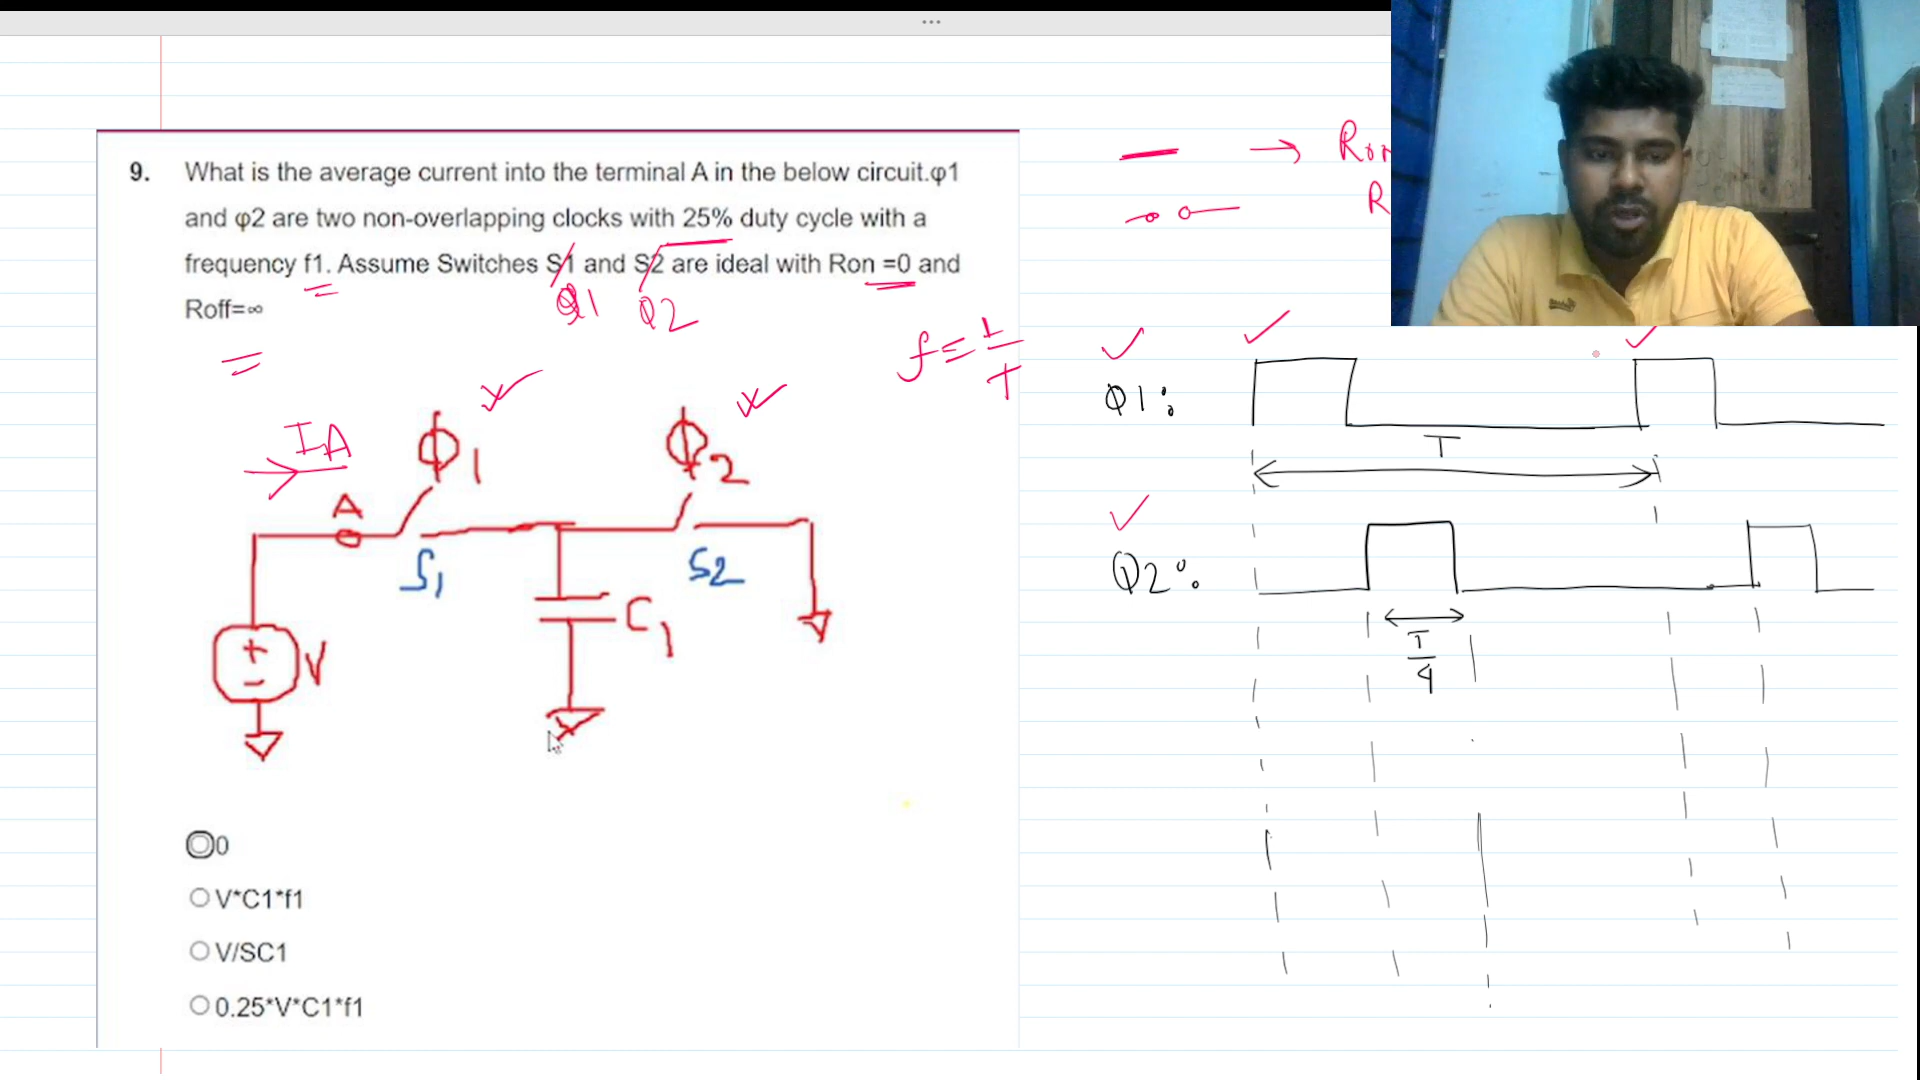 9. What is the average current into the terminal A in the below circuit.φ1
and φ2 are two non-overlapping clocks with 25% duty cycle with a
frequency f1. Assume Switches S1 and S2 are ideal with Ron =0 and
Roff=∞
φ1 φ2
f = 1/T
IA
ϕ1
ϕ2
A
S1
S2
C1
+
−
V
0
V*C1*f1
V/SC1
0.25*V*C1*f1
→ Ron
R
φ1:
T
φ2:
T/4